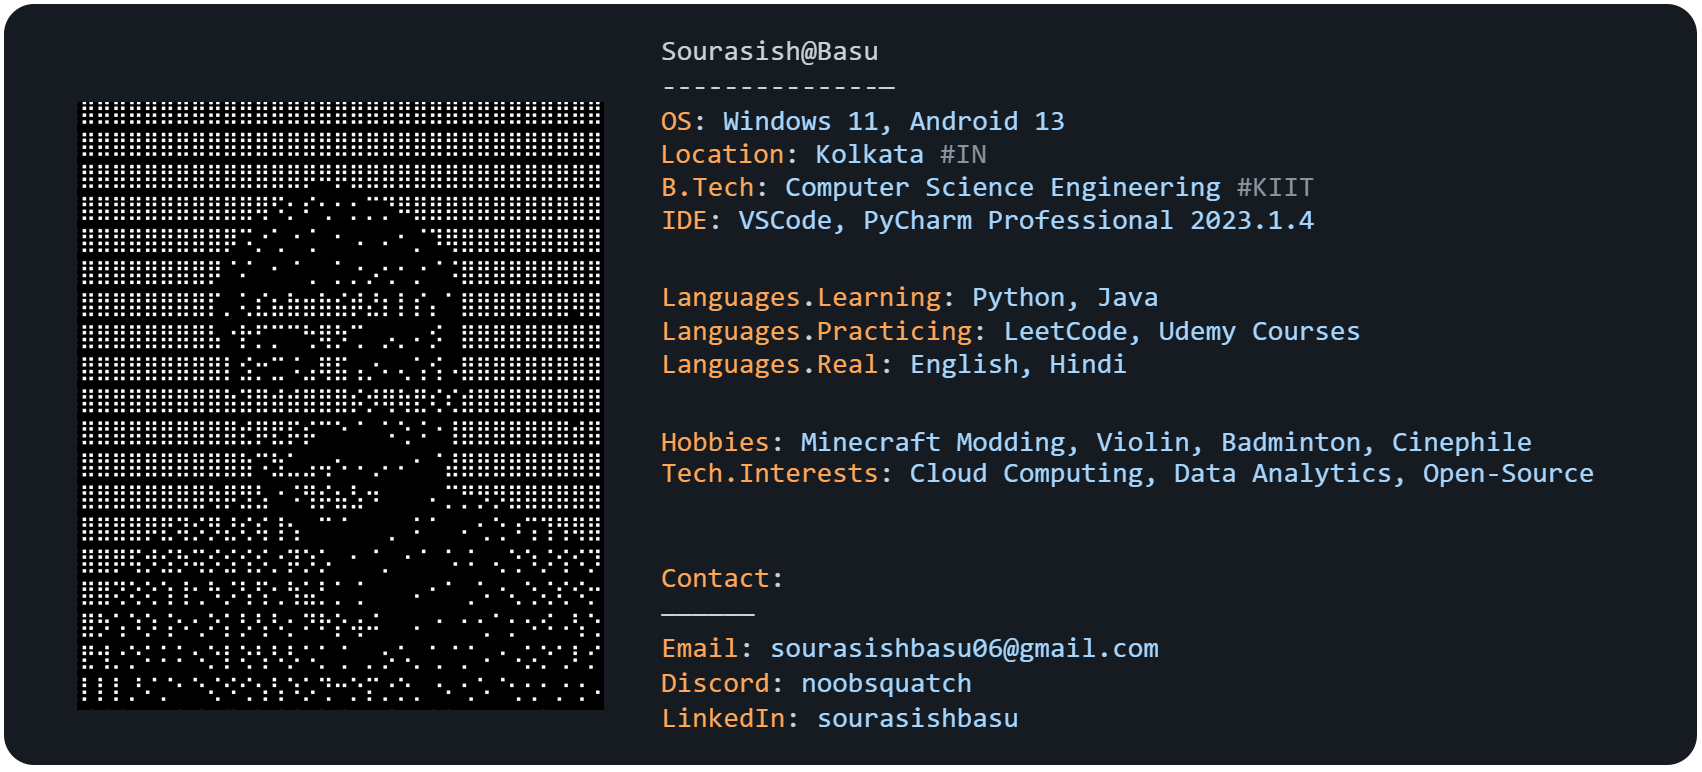 Sourasish@Basu
---------------—
OS: Windows 11, Android 13
Location: Kolkata #IN
B.Tech: Computer Science Engineering #KIIT
IDE: VSCode, PyCharm Professional 2023.1.4
Languages.Learning: Python, Java
Languages.Practicing: LeetCode, Udemy Courses
Languages.Real: English, Hindi
Hobbies: Minecraft Modding, Violin, Badminton, Cinephile
Tech.Interests: Cloud Computing, Data Analytics, Open-Source
Contact:
——————
Email: sourasishbasu06@gmail.com
Discord: noobsquatch
LinkedIn: sourasishbasu